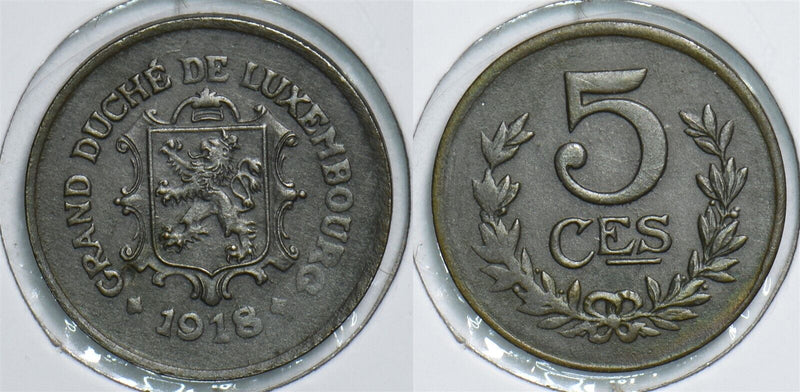 GRAND DUCHÉ DE LUXEMBOURG
1918
5
CES